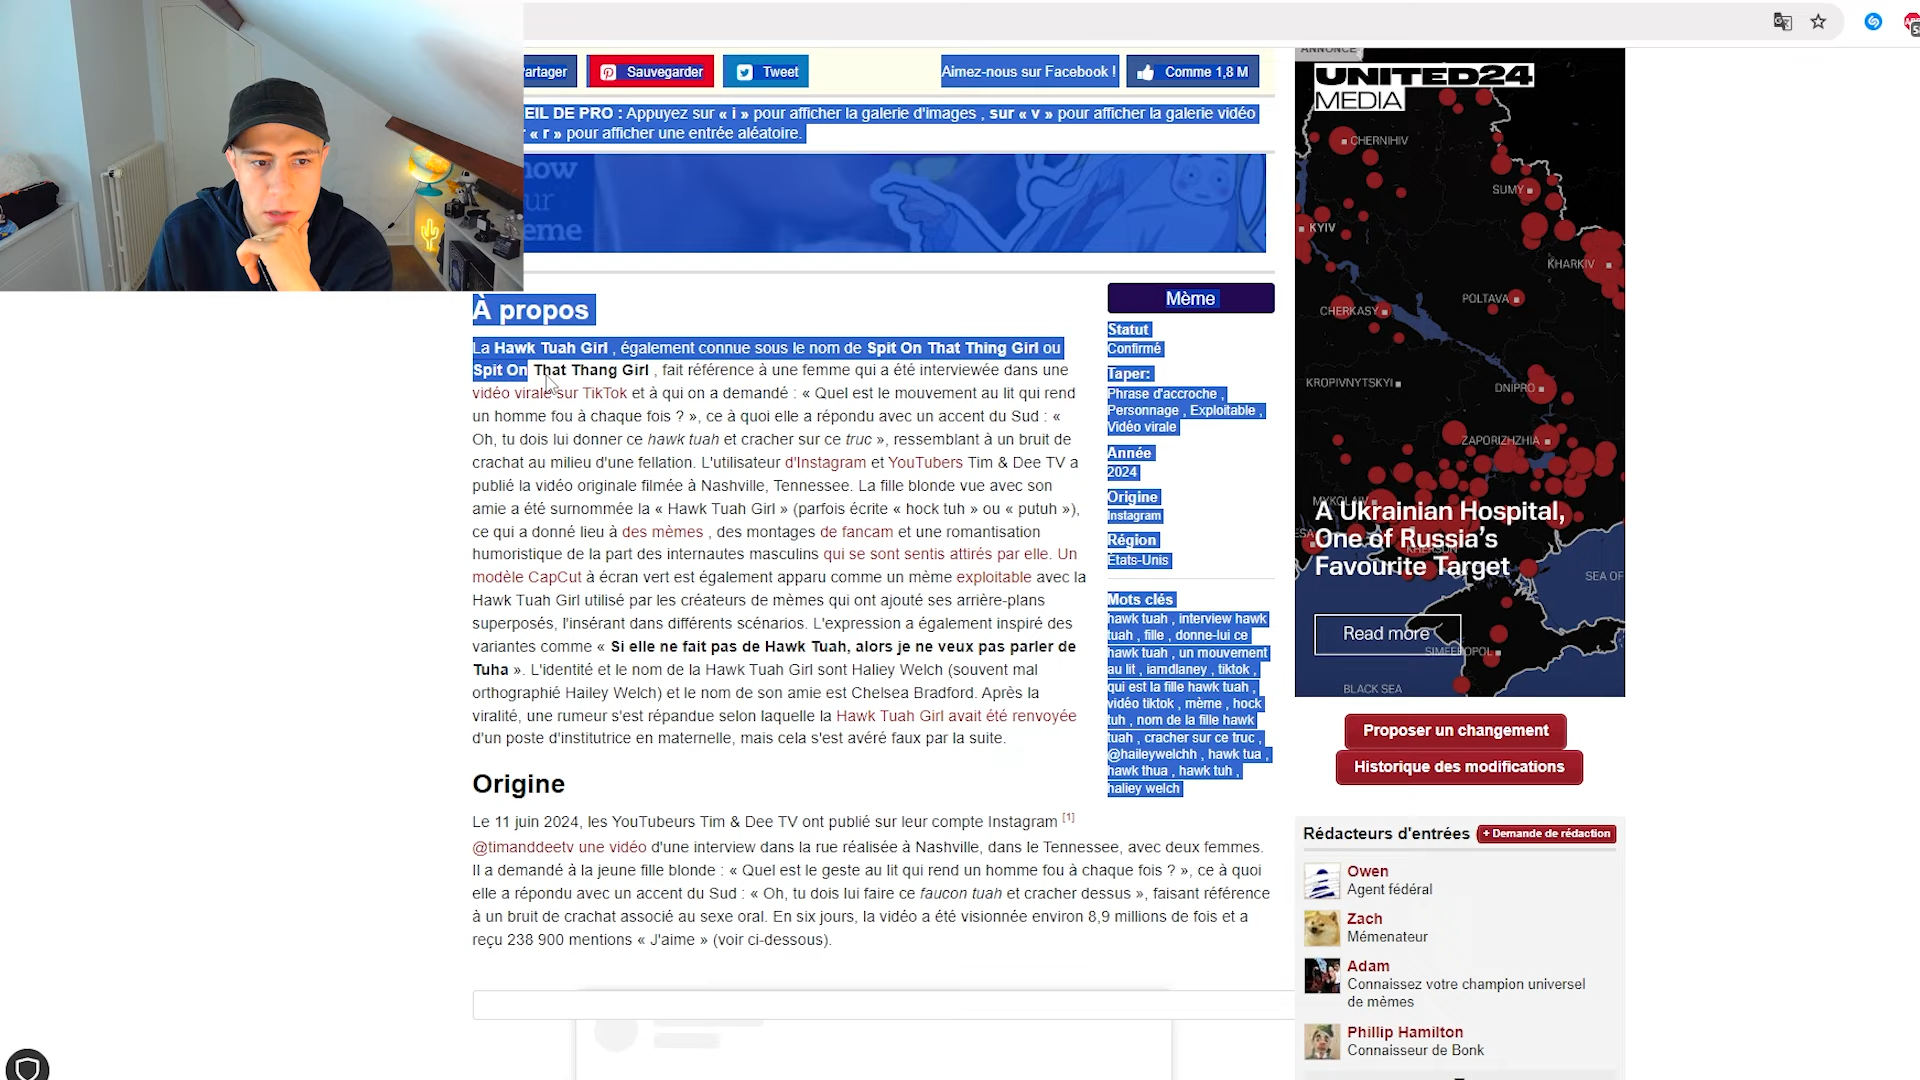 artager
Sauvegarder
Tweet
Aimez-nous sur Facebook !
Comme 1,8 M
EIL DE PRO : Appuyez sur « i » pour afficher la galerie d'images , sur « v » pour afficher la galerie vidéo
« r » pour afficher une entrée aléatoire.
now
ur
eme
À propos
La Hawk Tuah Girl , également connue sous le nom de Spit On That Thing Girl ou
Spit On That Thang Girl , fait référence à une femme qui a été interviewée dans une
vidéo virale sur TikTok et à qui on a demandé : « Quel est le mouvement au lit qui rend
un homme fou à chaque fois ? », ce à quoi elle a répondu avec un accent du Sud : «
Oh, tu dois lui donner ce hawk tuah et cracher sur ce truc », ressemblant à un bruit de
crachat au milieu d'une fellation. L'utilisateur d'Instagram et YouTubers Tim & Dee TV a
publié la vidéo originale filmée à Nashville, Tennessee. La fille blonde vue avec son
amie a été surnommée la « Hawk Tuah Girl » (parfois écrite « hock tuh » ou « putuh »),
ce qui a donné lieu à des mèmes , des montages de fancam et une romantisation
humoristique de la part des internautes masculins qui se sont sentis attirés par elle. Un
modèle CapCut à écran vert est également apparu comme un mème exploitable avec la
Hawk Tuah Girl utilisé par les créateurs de mèmes qui ont ajouté ses arrière-plans
superposés, l'insérant dans différents scénarios. L'expression a également inspiré des
variantes comme « Si elle ne fait pas de Hawk Tuah, alors je ne veux pas parler de
Tuha ». L'identité et le nom de la Hawk Tuah Girl sont Haliey Welch (souvent mal
orthographié Hailey Welch) et le nom de son amie est Chelsea Bradford. Après la
viralité, une rumeur s'est répandue selon laquelle la Hawk Tuah Girl avait été renvoyée
d'un poste d'institutrice en maternelle, mais cela s'est avéré faux par la suite.
Mème
Statut
Confirmé
Taper:
Phrase d'accroche ,
Personnage , Exploitable ,
Vidéo virale
Année
2024
Origine
Instagram
Région
États-Unis
Mots clés
hawk tuah , interview hawk
tuah , fille , donne-lui ce
hawk tuah , un mouvement
au lit , iamdlaney , tiktok ,
qui est la fille hawk tuah ,
vidéo tiktok , mème , hock
tuh , nom de la fille hawk
tuah , cracher sur ce truc ,
@haileywelchh , hawk tua ,
hawk thua , hawk tuh ,
haliey welch
Origine
Le 11 juin 2024, les YouTubeurs Tim & Dee TV ont publié sur leur compte Instagram [1]
@timanddeetv une vidéo d'une interview dans la rue réalisée à Nashville, dans le Tennessee, avec deux femmes.
Il a demandé à la jeune fille blonde : « Quel est le geste au lit qui rend un homme fou à chaque fois ? », ce à quoi
elle a répondu avec un accent du Sud : « Oh, tu dois lui faire ce faucon tuah et cracher dessus », faisant référence
à un bruit de crachat associé au sexe oral. En six jours, la vidéo a été visionnée environ 8,9 millions de fois et a
reçu 238 900 mentions « J'aime » (voir ci-dessous).
ANNONCE
UNITED24
MEDIA
CHERNIHIV
SUMY
KYIV
KHARKIV
POLTAVA
CHERKASY
KROPIVNYTSKYI
DNIPRO
ZAPORIZHZHIA
MYKOLAIV
KHERSON
A Ukrainian Hospital,
One of Russia's
Favourite Target
SEA OF
Read more
SIMFEROPOL
BLACK SEA
Proposer un changement
Historique des modifications
Rédacteurs d'entrées
+ Demande de rédaction
Owen
Agent fédéral
Zach
Mémenateur
Adam
Connaissez votre champion universel
de mèmes
Phillip Hamilton
Connaisseur de Bonk